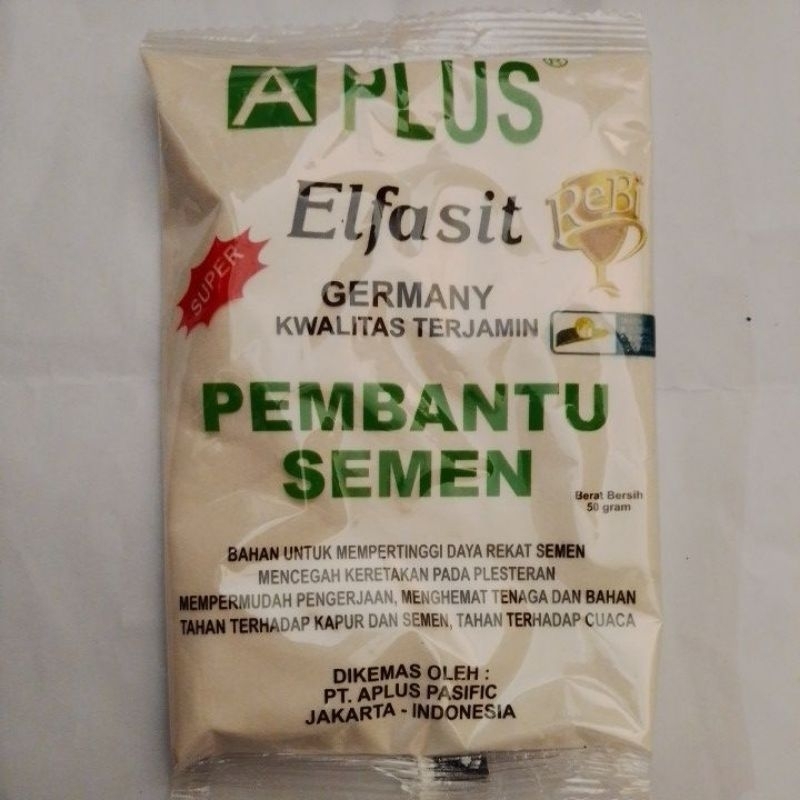 A PLUS®
Elfasit
ReBi
SUPER
GERMANY
KWALITAS TERJAMIN
PEMBANTU
SEMEN
Berat Bersih
50 gram
BAHAN UNTUK MEMPERTINGGI DAYA REKAT SEMEN
MENCEGAH KERETAKAN PADA PLESTERAN
MEMPERMUDAH PENGERJAAN, MENGHEMAT TENAGA DAN BAHAN
TAHAN TERHADAP KAPUR DAN SEMEN, TAHAN TERHADAP CUACA
DIKEMAS OLEH :
PT. APLUS PASIFIC
JAKARTA - INDONESIA